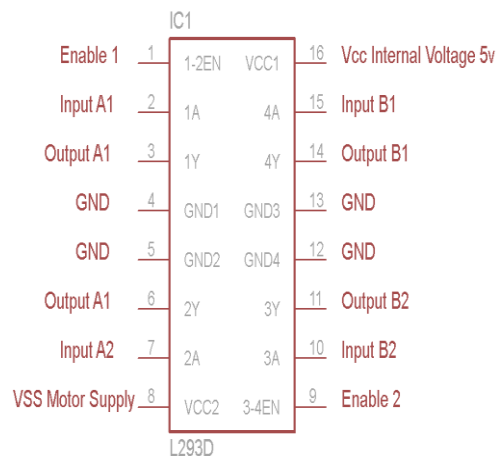 IC1
Enable 1 1 1-2EN VCC1 16 Vcc Internal Voltage 5v
Input A1 2 1A 4A 15 Input B1
Output A1 3 1Y 4Y 14 Output B1
GND 4 GND1 GND3 13 GND
GND 5 GND2 GND4 12 GND
Output A1 6 2Y 3Y 11 Output B2
Input A2 7 2A 3A 10 Input B2
VSS Motor Supply 8 VCC2 3-4EN 9 Enable 2
L293D